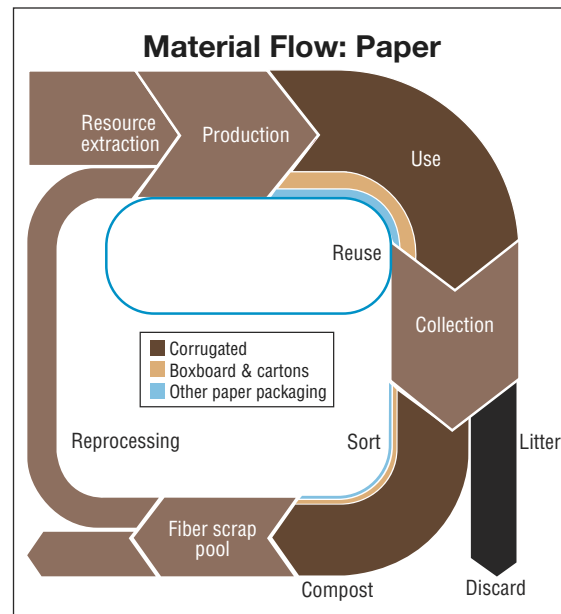 Material Flow: Paper
Resource
extraction
Production
Use
Reuse
Collection
Corrugated
Boxboard & cartons
Other paper packaging
Reprocessing
Sort
Litter
Fiber scrap
pool
Compost
Discard